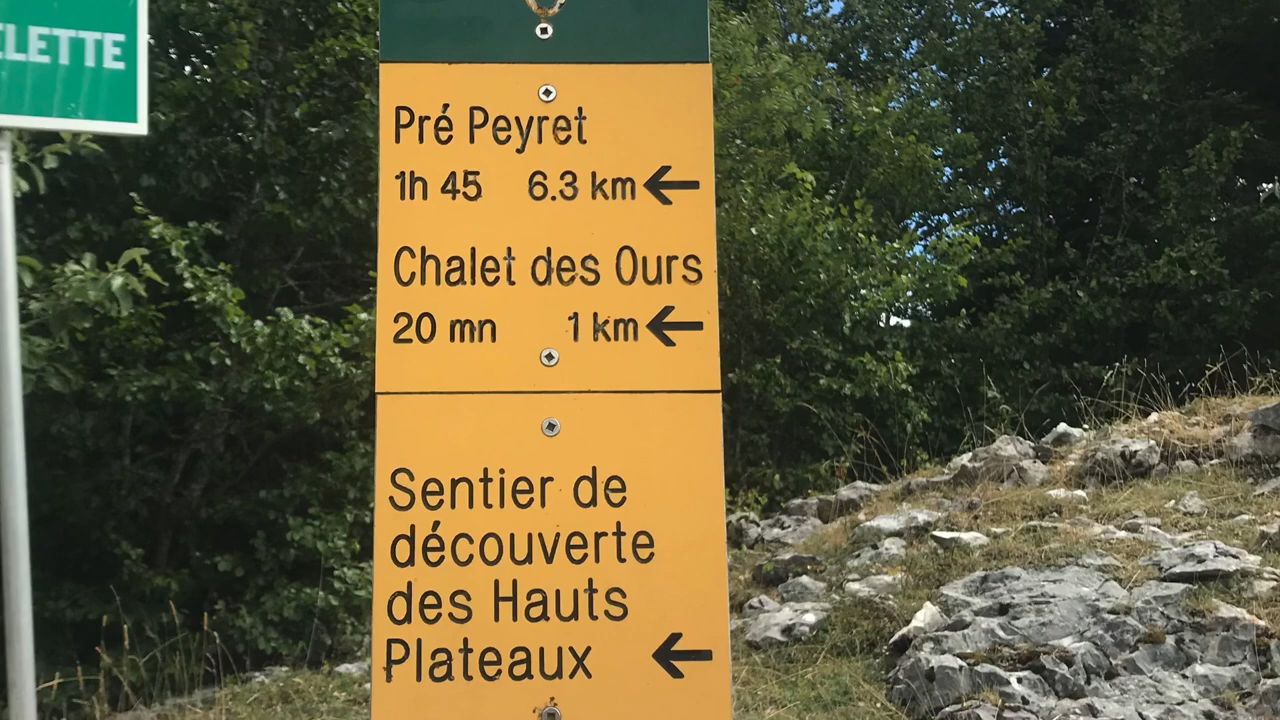 Pré Peyret
1h 45 6.3 km ←
Chalet des Ours
20 mn 1 km ←
Sentier de
découverte
des Hauts
Plateaux ←